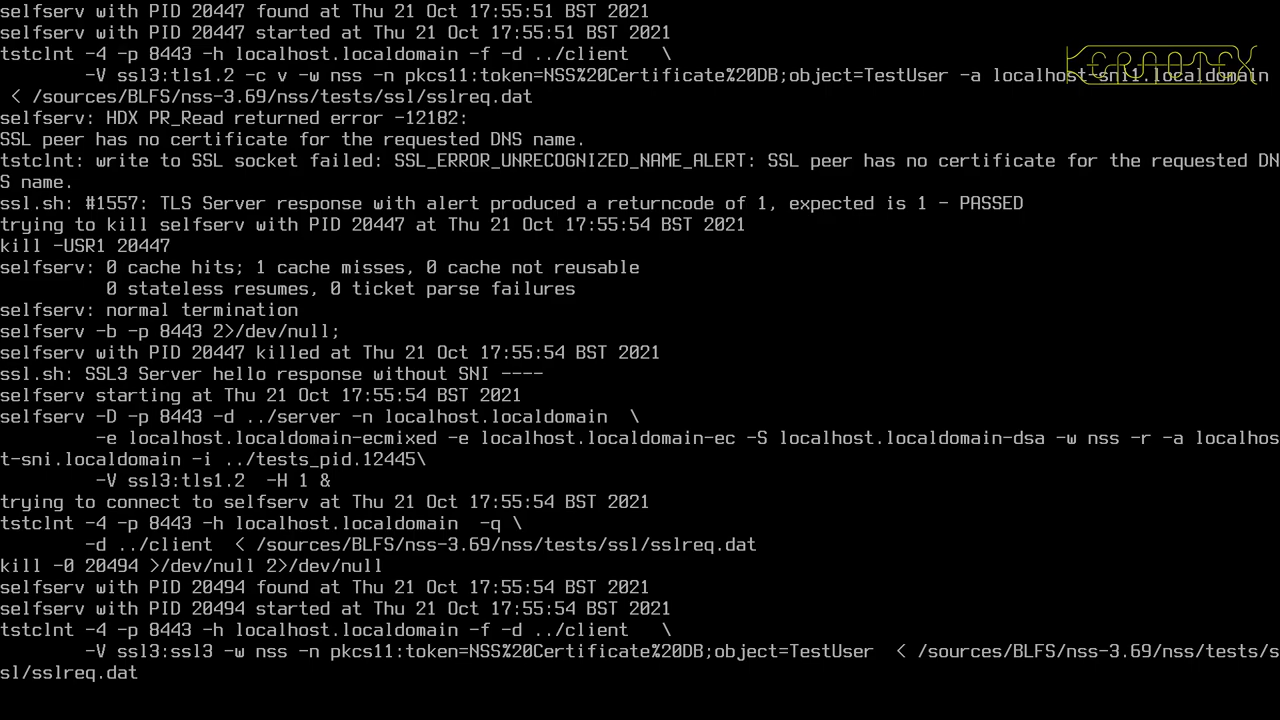 selfserv with PID 20447 found at Thu 21 Oct 17:55:51 BST 2021
selfserv with PID 20447 started at Thu 21 Oct 17:55:51 BST 2021
tstclnt -4 -p 8443 -h localhost.localdomain -f -d ../client   \
        -V ssl3:tls1.2 -c v -w nss -n pkcs11:token=NSS%20Certificate%20DB;object=TestUser -a localhost-sni1.localdomain
 < /sources/BLFS/nss-3.69/nss/tests/ssl/sslreq.dat
selfserv: HDX PR_Read returned error -12182:
SSL peer has no certificate for the requested DNS name.
tstclnt: write to SSL socket failed: SSL_ERROR_UNRECOGNIZED_NAME_ALERT: SSL peer has no certificate for the requested DN
S name.
ssl.sh: #1557: TLS Server response with alert produced a returncode of 1, expected is 1 - PASSED
trying to kill selfserv with PID 20447 at Thu 21 Oct 17:55:54 BST 2021
kill -USR1 20447
selfserv: 0 cache hits; 1 cache misses, 0 cache not reusable
          0 stateless resumes, 0 ticket parse failures
selfserv: normal termination
selfserv -b -p 8443 2>/dev/null;
selfserv with PID 20447 killed at Thu 21 Oct 17:55:54 BST 2021
ssl.sh: SSL3 Server hello response without SNI ----
selfserv starting at Thu 21 Oct 17:55:54 BST 2021
selfserv -D -p 8443 -d ../server -n localhost.localdomain  \
         -e localhost.localdomain-ecmixed -e localhost.localdomain-ec -S localhost.localdomain-dsa -w nss -r -a localhos
t-sni.localdomain -i ../tests_pid.12445\
         -V ssl3:tls1.2  -H 1 &
trying to connect to selfserv at Thu 21 Oct 17:55:54 BST 2021
tstclnt -4 -p 8443 -h localhost.localdomain  -q \
        -d ../client  < /sources/BLFS/nss-3.69/nss/tests/ssl/sslreq.dat
kill -0 20494 >/dev/null 2>/dev/null
selfserv with PID 20494 found at Thu 21 Oct 17:55:54 BST 2021
selfserv with PID 20494 started at Thu 21 Oct 17:55:54 BST 2021
tstclnt -4 -p 8443 -h localhost.localdomain -f -d ../client   \
        -V ssl3:ssl3 -w nss -n pkcs11:token=NSS%20Certificate%20DB;object=TestUser  < /sources/BLFS/nss-3.69/nss/tests/s
sl/sslreq.dat